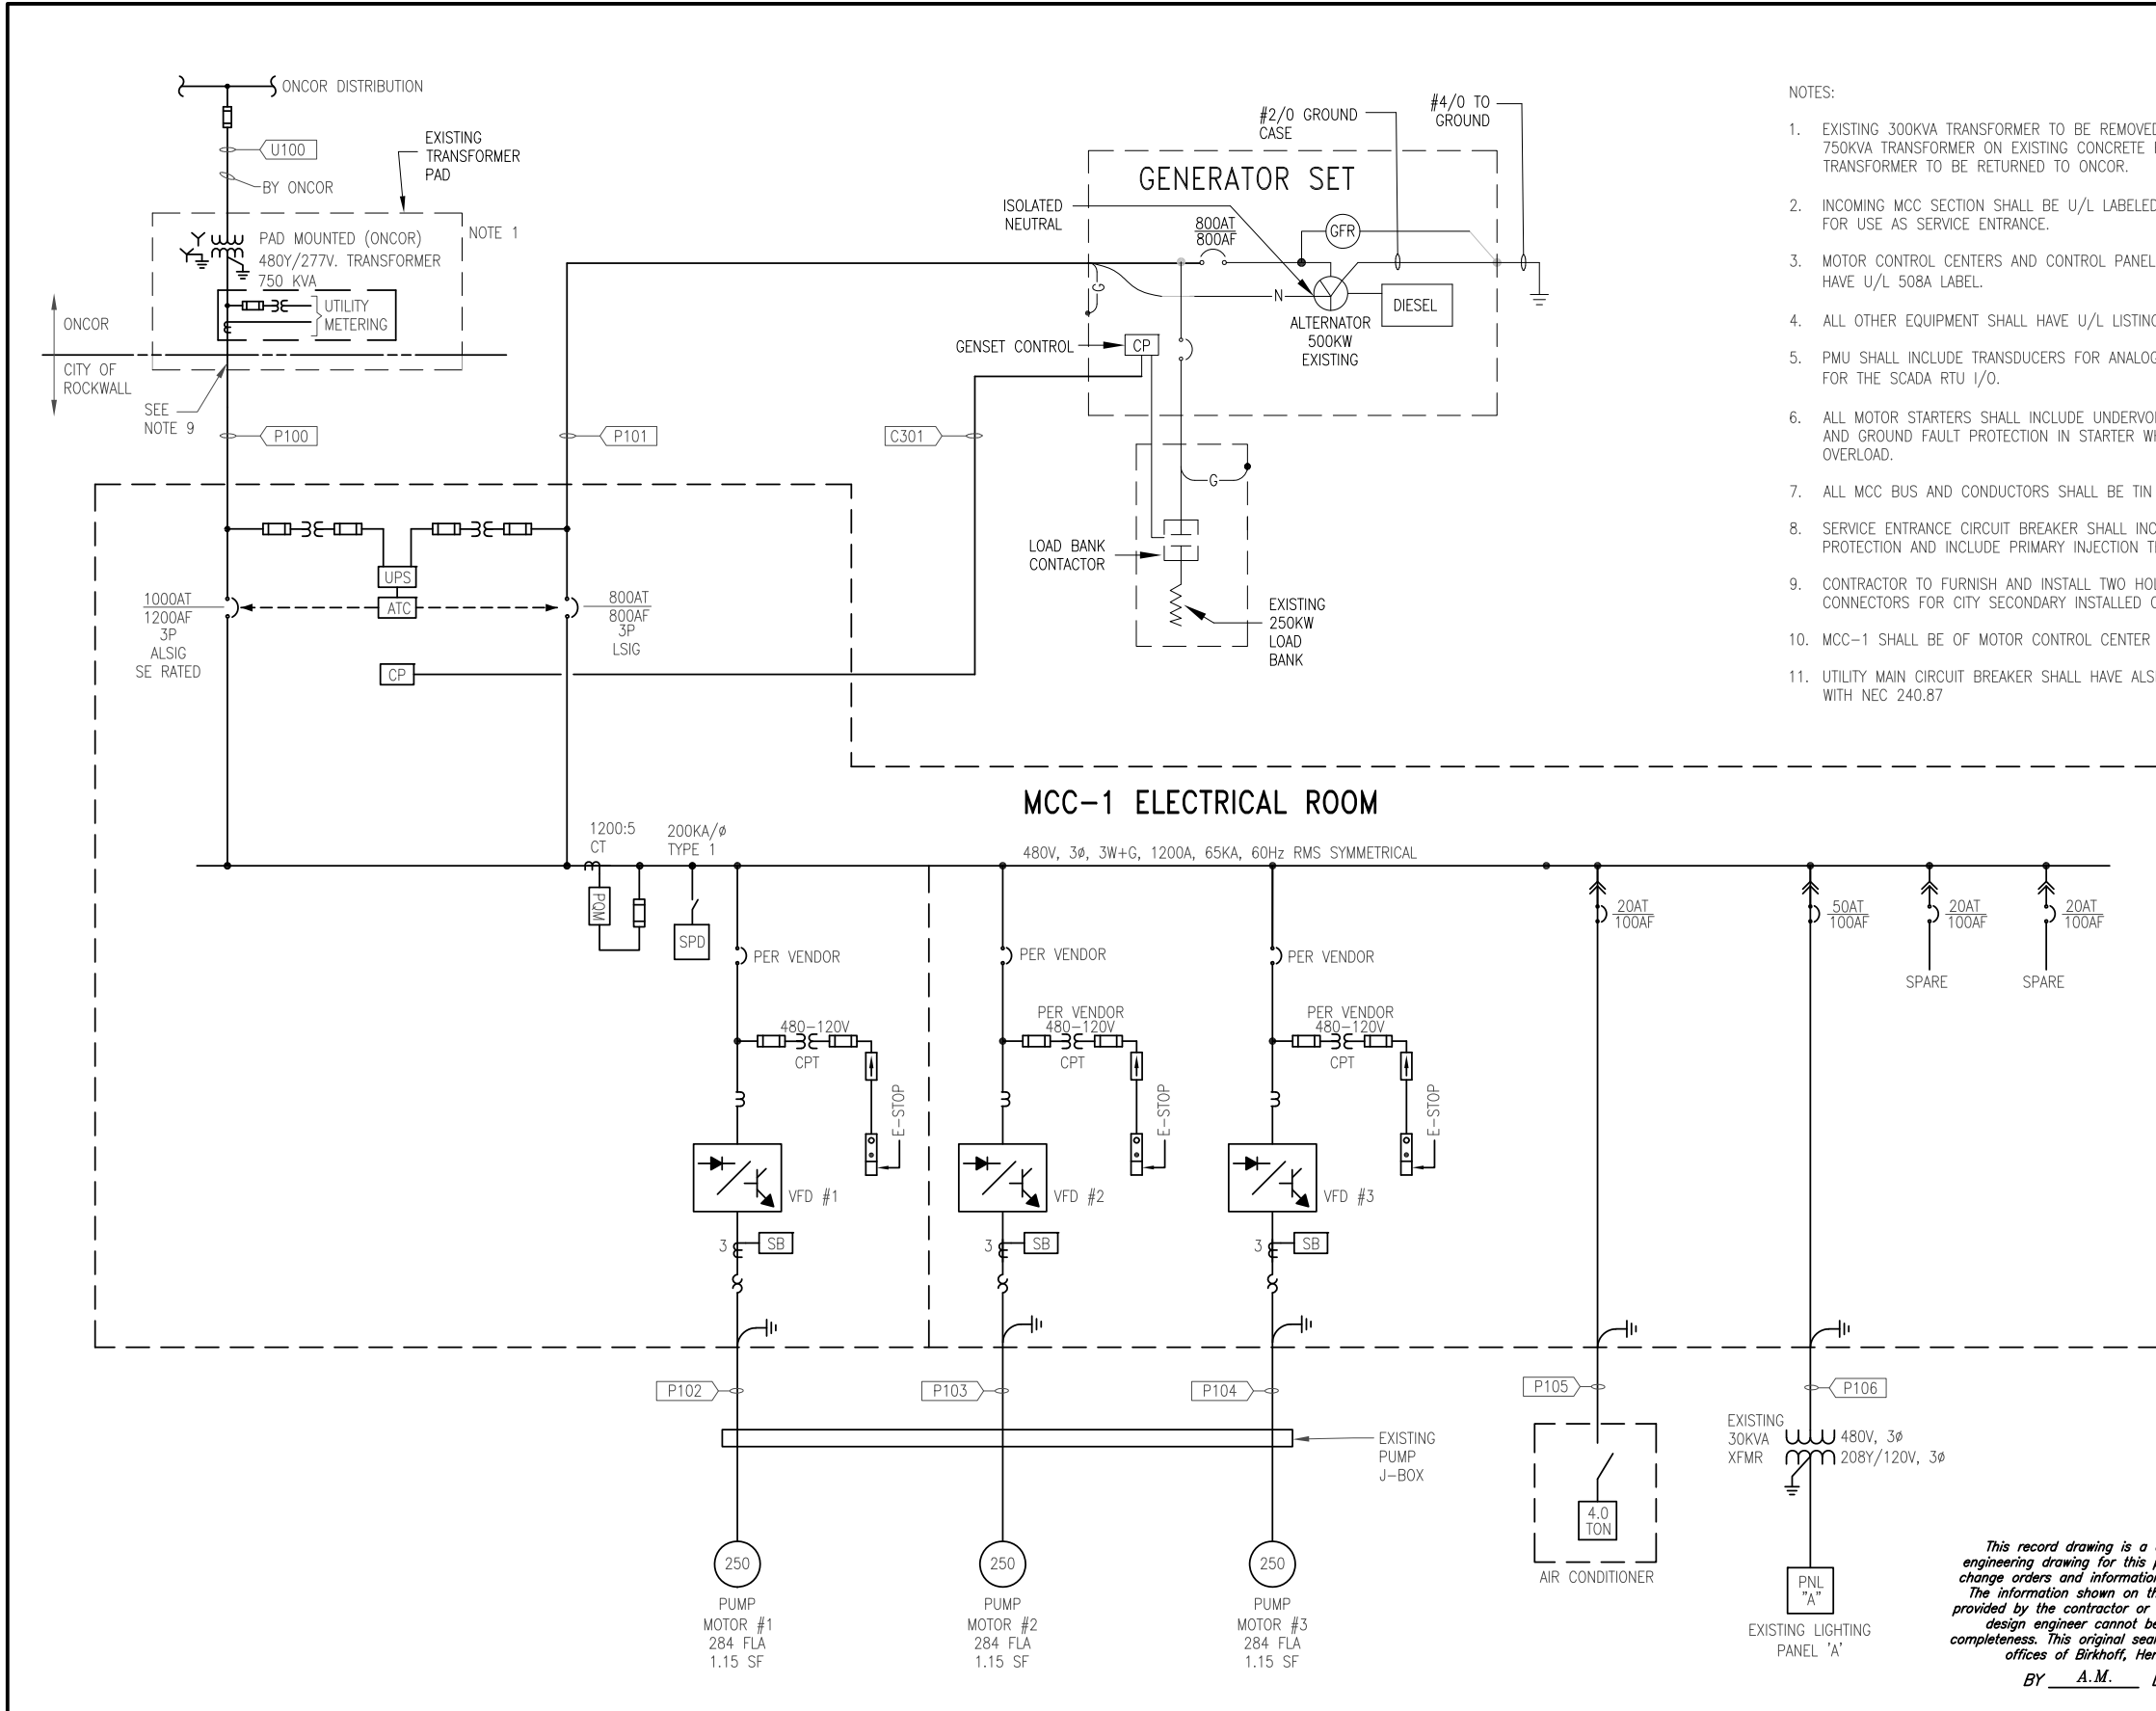 ONCOR DISTRIBUTION
U100
BY ONCOR
EXISTING
TRANSFORMER
PAD
NOTE 1
PAD MOUNTED (ONCOR)
480Y/277V. TRANSFORMER
750 KVA
UTILITY
METERING
ONCOR
CITY OF
ROCKWALL
SEE
NOTE 9
P100
P101
C301
#2/0 GROUND
CASE
#4/0 TO
GROUND
GENERATOR SET
ISOLATED
NEUTRAL
800AT
800AF
GFR
G
N
DIESEL
ALTERNATOR
500KW
EXISTING
GENSET CONTROL
CP
G
LOAD BANK
CONTACTOR
EXISTING
250KW
LOAD
BANK
UPS
ATC
1000AT
1200AF
3P
ALSIG
SE RATED
800AT
800AF
3P
LSIG
CP
NOTES:
1. EXISTING 300KVA TRANSFORMER TO BE REMOVED
750KVA TRANSFORMER ON EXISTING CONCRETE
TRANSFORMER TO BE RETURNED TO ONCOR.
2. INCOMING MCC SECTION SHALL BE U/L LABELED
FOR USE AS SERVICE ENTRANCE.
3. MOTOR CONTROL CENTERS AND CONTROL PANEL
HAVE U/L 508A LABEL.
4. ALL OTHER EQUIPMENT SHALL HAVE U/L LISTING
5. PMU SHALL INCLUDE TRANSDUCERS FOR ANALOG
FOR THE SCADA RTU I/O.
6. ALL MOTOR STARTERS SHALL INCLUDE UNDERVOL
AND GROUND FAULT PROTECTION IN STARTER WH
OVERLOAD.
7. ALL MCC BUS AND CONDUCTORS SHALL BE TIN
8. SERVICE ENTRANCE CIRCUIT BREAKER SHALL INC
PROTECTION AND INCLUDE PRIMARY INJECTION T
9. CONTRACTOR TO FURNISH AND INSTALL TWO HOL
CONNECTORS FOR CITY SECONDARY INSTALLED
10. MCC-1 SHALL BE OF MOTOR CONTROL CENTER
11. UTILITY MAIN CIRCUIT BREAKER SHALL HAVE ALS
WITH NEC 240.87
MCC-1 ELECTRICAL ROOM
480V, 3ø, 3W+G, 1200A, 65KA, 60Hz RMS SYMMETRICAL
1200:5
CT
200KA/ø
TYPE 1
PQM
SPD
PER VENDOR
PER VENDOR
PER VENDOR
20AT
100AF
50AT
100AF
20AT
100AF
20AT
100AF
SPARE
SPARE
480-120V
CPT
E-STOP
PER VENDOR
480-120V
CPT
E-STOP
PER VENDOR
480-120V
CPT
E-STOP
VFD #1
VFD #2
VFD #3
3
SB
3
SB
3
SB
P102
P103
P104
P105
P106
EXISTING
PUMP
J-BOX
EXISTING
30KVA
XFMR
480V, 3ø
208Y/120V, 3ø
4.0
TON
AIR CONDITIONER
250
PUMP
MOTOR #1
284 FLA
1.15 SF
250
PUMP
MOTOR #2
284 FLA
1.15 SF
250
PUMP
MOTOR #3
284 FLA
1.15 SF
PNL
"A"
EXISTING LIGHTING
PANEL 'A'
This record drawing is a
engineering drawing for this
change orders and information
The information shown on th
provided by the contractor or
design engineer cannot be
completeness. This original seal
offices of Birkhoff, Hen
BY A.M.